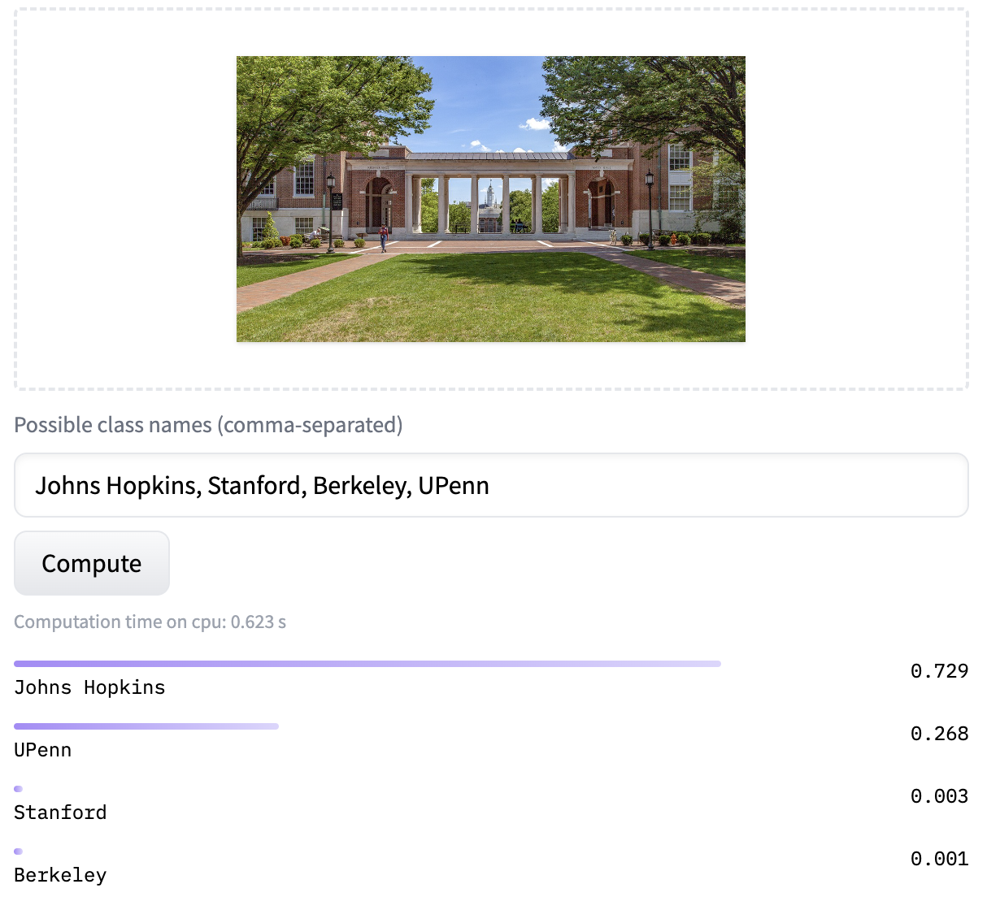 Possible class names (comma-separated)
Johns Hopkins, Stanford, Berkeley, UPenn
Compute
Computation time on cpu: 0.623 s
Johns Hopkins 0.729
UPenn 0.268
Stanford 0.003
Berkeley 0.001